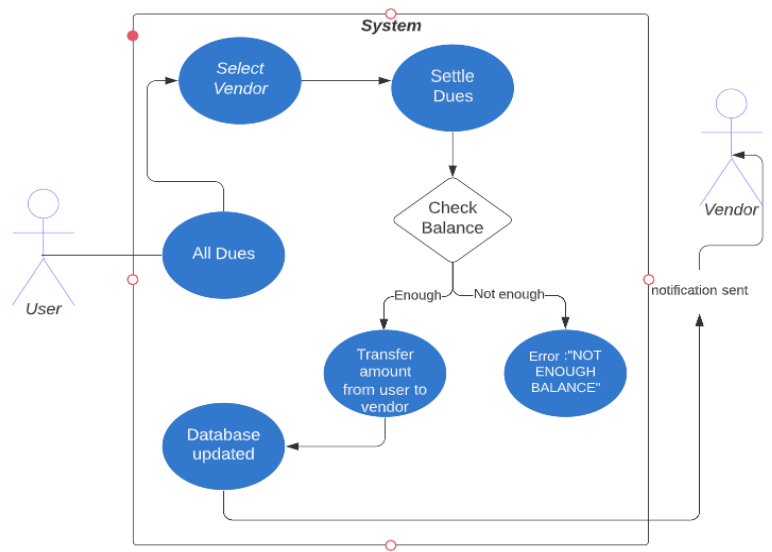 System
Select
Vendor
Settle
Dues
Check
Balance
Vendor
All Dues
User
notification sent
Enough
Not enough
Transfer
amount
from user to
vendor
Error :"NOT
ENOUGH
BALANCE"
Database
updated